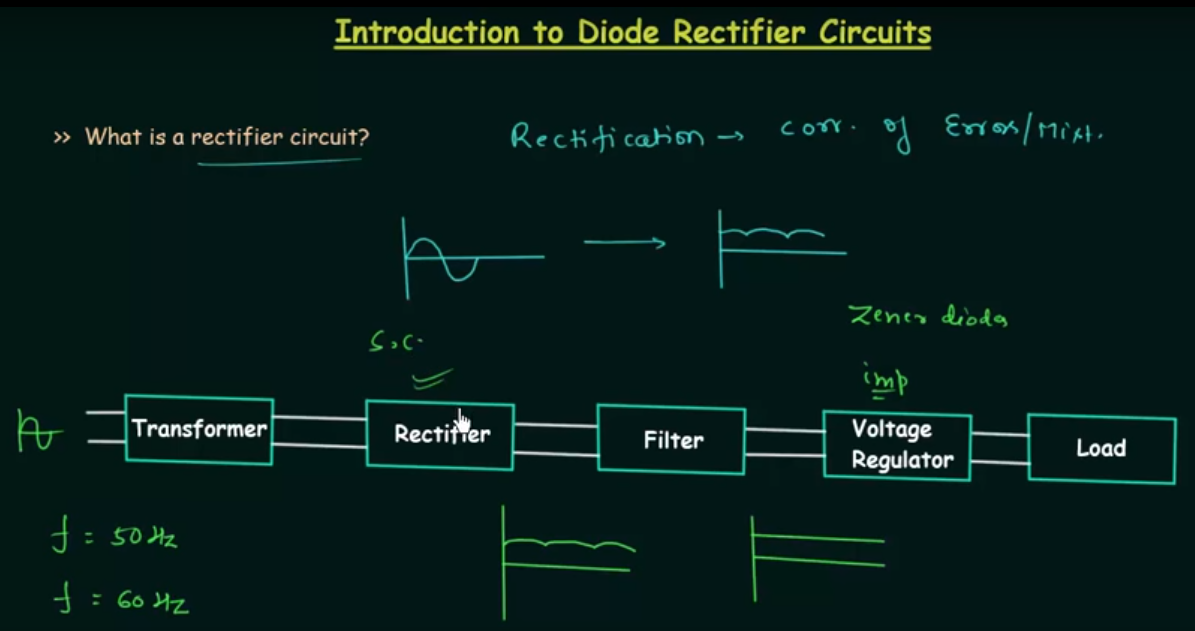 Introduction to Diode Rectifier Circuits
>> What is a rectifier circuit?
Rectification → corr. of Error/Mist.
Zener diode
S.C.
imp
Transformer
Rectifier
Filter
Voltage
Regulator
Load
f = 50 Hz
f = 60 Hz